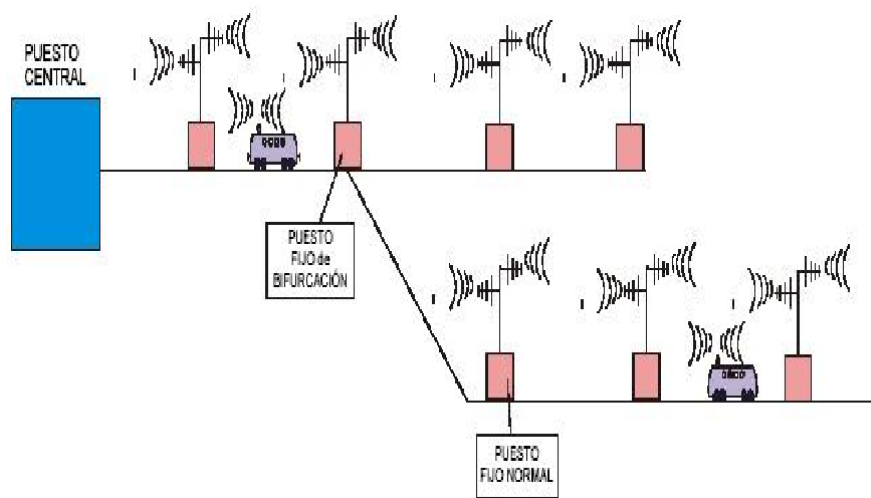 PUESTO
CENTRAL
PUESTO
FIJO de
BIFURCACIÓN
PUESTO
FIJO NORMAL